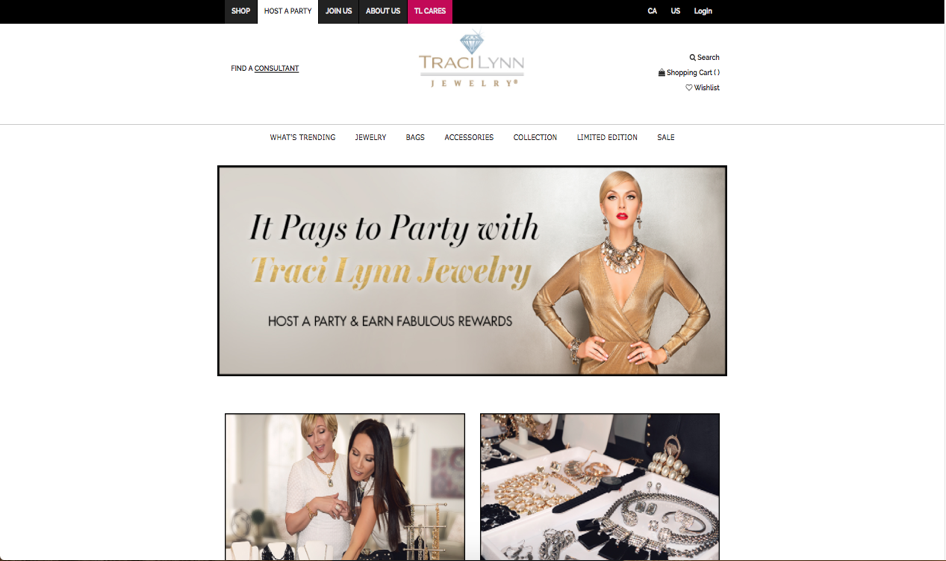 SHOP HOST A PARTY JOIN US ABOUT US TL CARES CA US Login
FIND A CONSULTANT
TRACI LYNN
JEWELRY®
Search
Shopping Cart ( )
Wishlist
WHAT'S TRENDING JEWELRY BAGS ACCESSORIES COLLECTION LIMITED EDITION SALE
It Pays to Party with
Traci Lynn Jewelry
HOST A PARTY & EARN FABULOUS REWARDS